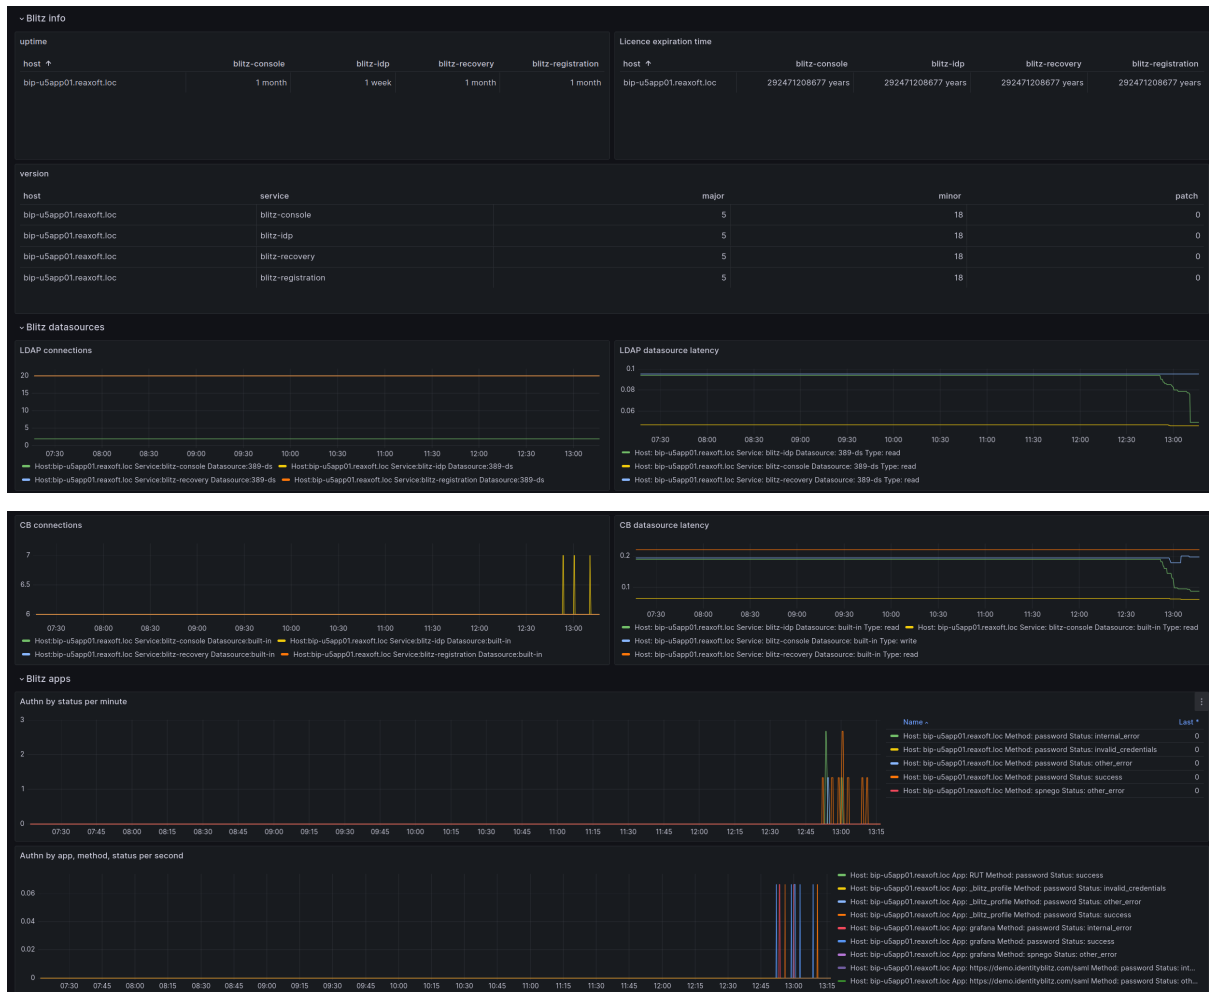 Blitz info
uptime
host ↑ blitz-console blitz-idp blitz-recovery blitz-registration
bip-u5app01.reaxoft.loc 1 month 1 week 1 month 1 month
Licence expiration time
host ↑ blitz-console blitz-idp blitz-recovery blitz-registration
bip-u5app01.reaxoft.loc 292471208677 years 292471208677 years 292471208677 years 292471208677 years
version
host service major minor patch
bip-u5app01.reaxoft.loc blitz-console 5 18 0
bip-u5app01.reaxoft.loc blitz-idp 5 18 0
bip-u5app01.reaxoft.loc blitz-recovery 5 18 0
bip-u5app01.reaxoft.loc blitz-registration 5 18 0
Blitz datasources
LDAP connections
20
15
10
5
0
07:30 08:00 08:30 09:00 09:30 10:00 10:30 11:00 11:30 12:00 12:30 13:00
Host:bip-u5app01.reaxoft.loc Service:blitz-console Datasource:389-ds Host:bip-u5app01.reaxoft.loc Service:blitz-idp Datasource:389-ds
Host:bip-u5app01.reaxoft.loc Service:blitz-recovery Datasource:389-ds Host:bip-u5app01.reaxoft.loc Service:blitz-registration Datasource:389-ds
LDAP datasource latency
0.1
0.08
0.06
07:30 08:00 08:30 09:00 09:30 10:00 10:30 11:00 11:30 12:00 12:30 13:00
Host: bip-u5app01.reaxoft.loc Service: blitz-idp Datasource: 389-ds Type: read
Host: bip-u5app01.reaxoft.loc Service: blitz-console Datasource: 389-ds Type: read
Host: bip-u5app01.reaxoft.loc Service: blitz-recovery Datasource: 389-ds Type: read
CB connections
7
6.5
6
07:30 08:00 08:30 09:00 09:30 10:00 10:30 11:00 11:30 12:00 12:30 13:00
Host:bip-u5app01.reaxoft.loc Service:blitz-console Datasource:built-in Host:bip-u5app01.reaxoft.loc Service:blitz-idp Datasource:built-in
Host:bip-u5app01.reaxoft.loc Service:blitz-recovery Datasource:built-in Host:bip-u5app01.reaxoft.loc Service:blitz-registration Datasource:built-in
CB datasource latency
0.2
0.1
07:30 08:00 08:30 09:00 09:30 10:00 10:30 11:00 11:30 12:00 12:30 13:00
Host: bip-u5app01.reaxoft.loc Service: blitz-idp Datasource: built-in Type: read Host: bip-u5app01.reaxoft.loc Service: blitz-console Datasource: built-in Type: read
Host: bip-u5app01.reaxoft.loc Service: blitz-console Datasource: built-in Type: write
Host: bip-u5app01.reaxoft.loc Service: blitz-recovery Datasource: built-in Type: read
Blitz apps
Authn by status per minute
3
2
1
0
07:30 07:45 08:00 08:15 08:30 08:45 09:00 09:15 09:30 09:45 10:00 10:15 10:30 10:45 11:00 11:15 11:30 11:45 12:00 12:15 12:30 12:45 13:00 13:15
Name Last *
Host: bip-u5app01.reaxoft.loc Method: password Status: internal_error 0
Host: bip-u5app01.reaxoft.loc Method: password Status: invalid_credentials 0
Host: bip-u5app01.reaxoft.loc Method: password Status: other_error 0
Host: bip-u5app01.reaxoft.loc Method: password Status: success 0
Host: bip-u5app01.reaxoft.loc Method: spnego Status: other_error 0
Authn by app, method, status per second
0.06
0.04
0.02
0
07:30 07:45 08:00 08:15 08:30 08:45 09:00 09:15 09:30 09:45 10:00 10:15 10:30 10:45 11:00 11:15 11:30 11:45 12:00 12:15 12:30 12:45 13:00 13:15
Host: bip-u5app01.reaxoft.loc App: RUT Method: password Status: success
Host: bip-u5app01.reaxoft.loc App: _blitz_profile Method: password Status: invalid_credentials
Host: bip-u5app01.reaxoft.loc App: _blitz_profile Method: password Status: other_error
Host: bip-u5app01.reaxoft.loc App: _blitz_profile Method: password Status: success
Host: bip-u5app01.reaxoft.loc App: grafana Method: password Status: internal_error
Host: bip-u5app01.reaxoft.loc App: grafana Method: password Status: success
Host: bip-u5app01.reaxoft.loc App: grafana Method: spnego Status: other_error
Host: bip-u5app01.reaxoft.loc App: https://demo.identityblitz.com/saml Method: password Status: int...
Host: bip-u5app01.reaxoft.loc App: https://demo.identityblitz.com/saml Method: password Status: oth...